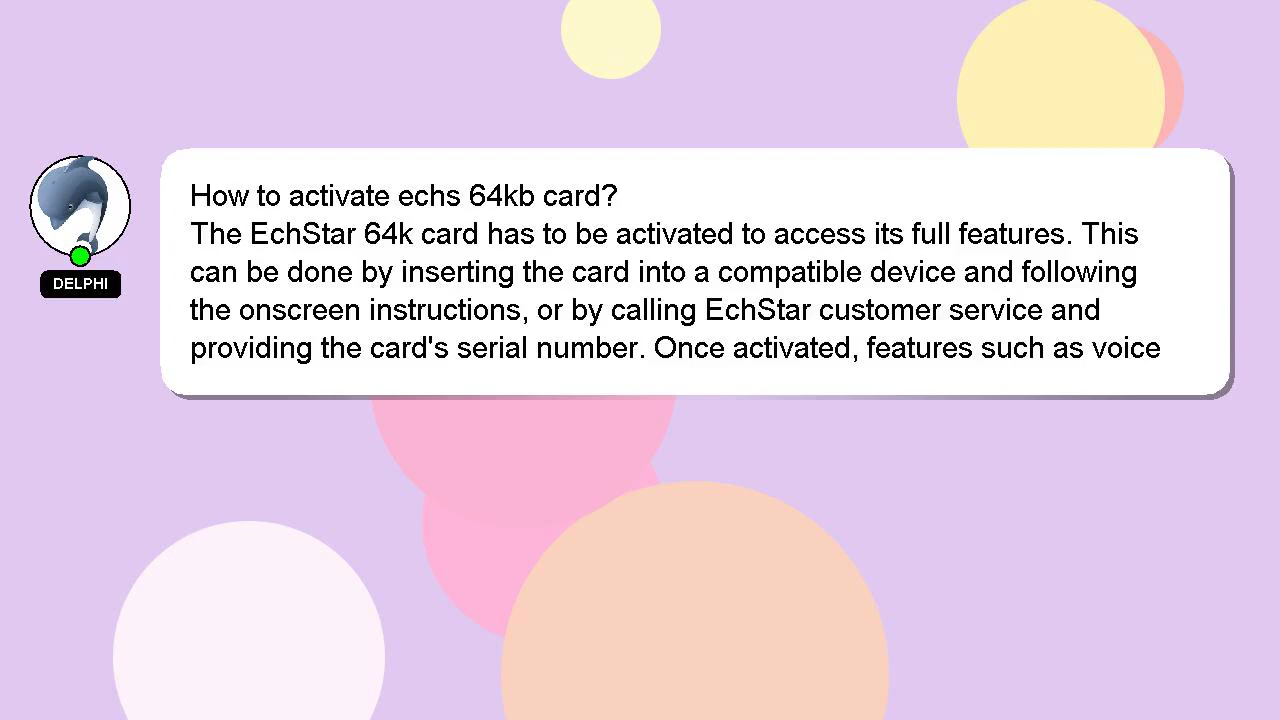 How to activate echs 64kb card?
The EchStar 64k card has to be activated to access its full features. This
can be done by inserting the card into a compatible device and following
the onscreen instructions, or by calling EchStar customer service and
providing the card's serial number. Once activated, features such as voice
DELPHI